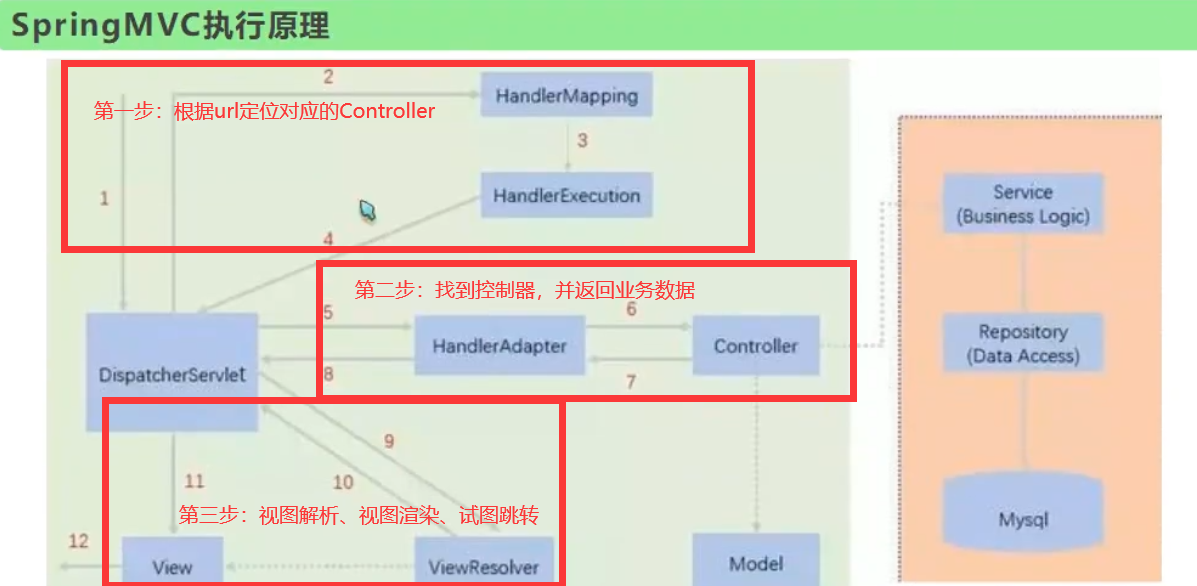 SpringMVC执行原理
2
HandlerMapping
第一步：根据url定位对应的Controller
3
1
HandlerExecution
4
Service
(Business Logic)
第二步：找到控制器，并返回业务数据
5
6
HandlerAdapter
Controller
Repository
(Data Access)
DispatcherServlet
8
7
9
11
10
第三步：视图解析、视图渲染、试图跳转
12
View
ViewResolver
Model
Mysql